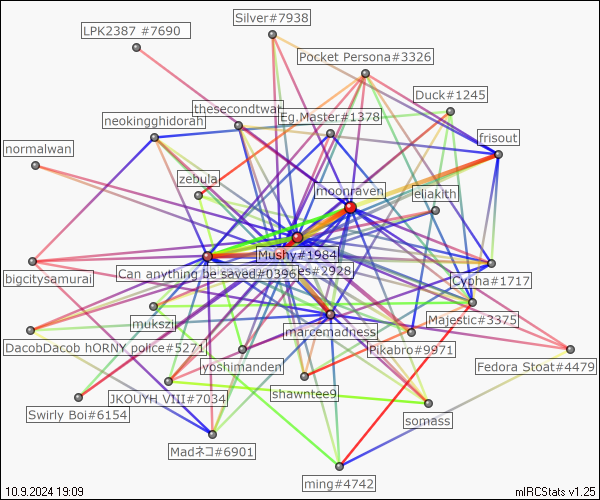 Silver#7938
LPK2387 #7690
Pocket Persona#3326
Duck#1245
thesecondtwar
Eg.Master#1378
neokingghidorah
frisout
normalwan
zebula
moonraven
eliakith
Mushy#1984
Can anything be saved#0396
es#2928
Cypha#1717
bigcitysamurai
mukszii
marcemadness
Majestic#3375
DacobDacob hORNY police#5271
Pikabro#9971
yoshimanden
Fedora Stoat#4479
shawntee9
JKOUYH VIII#7034
Swirly Boi#6154
somass
Madネコ#6901
ming#4742
10.9.2024 19:09
mIRCStats v1.25